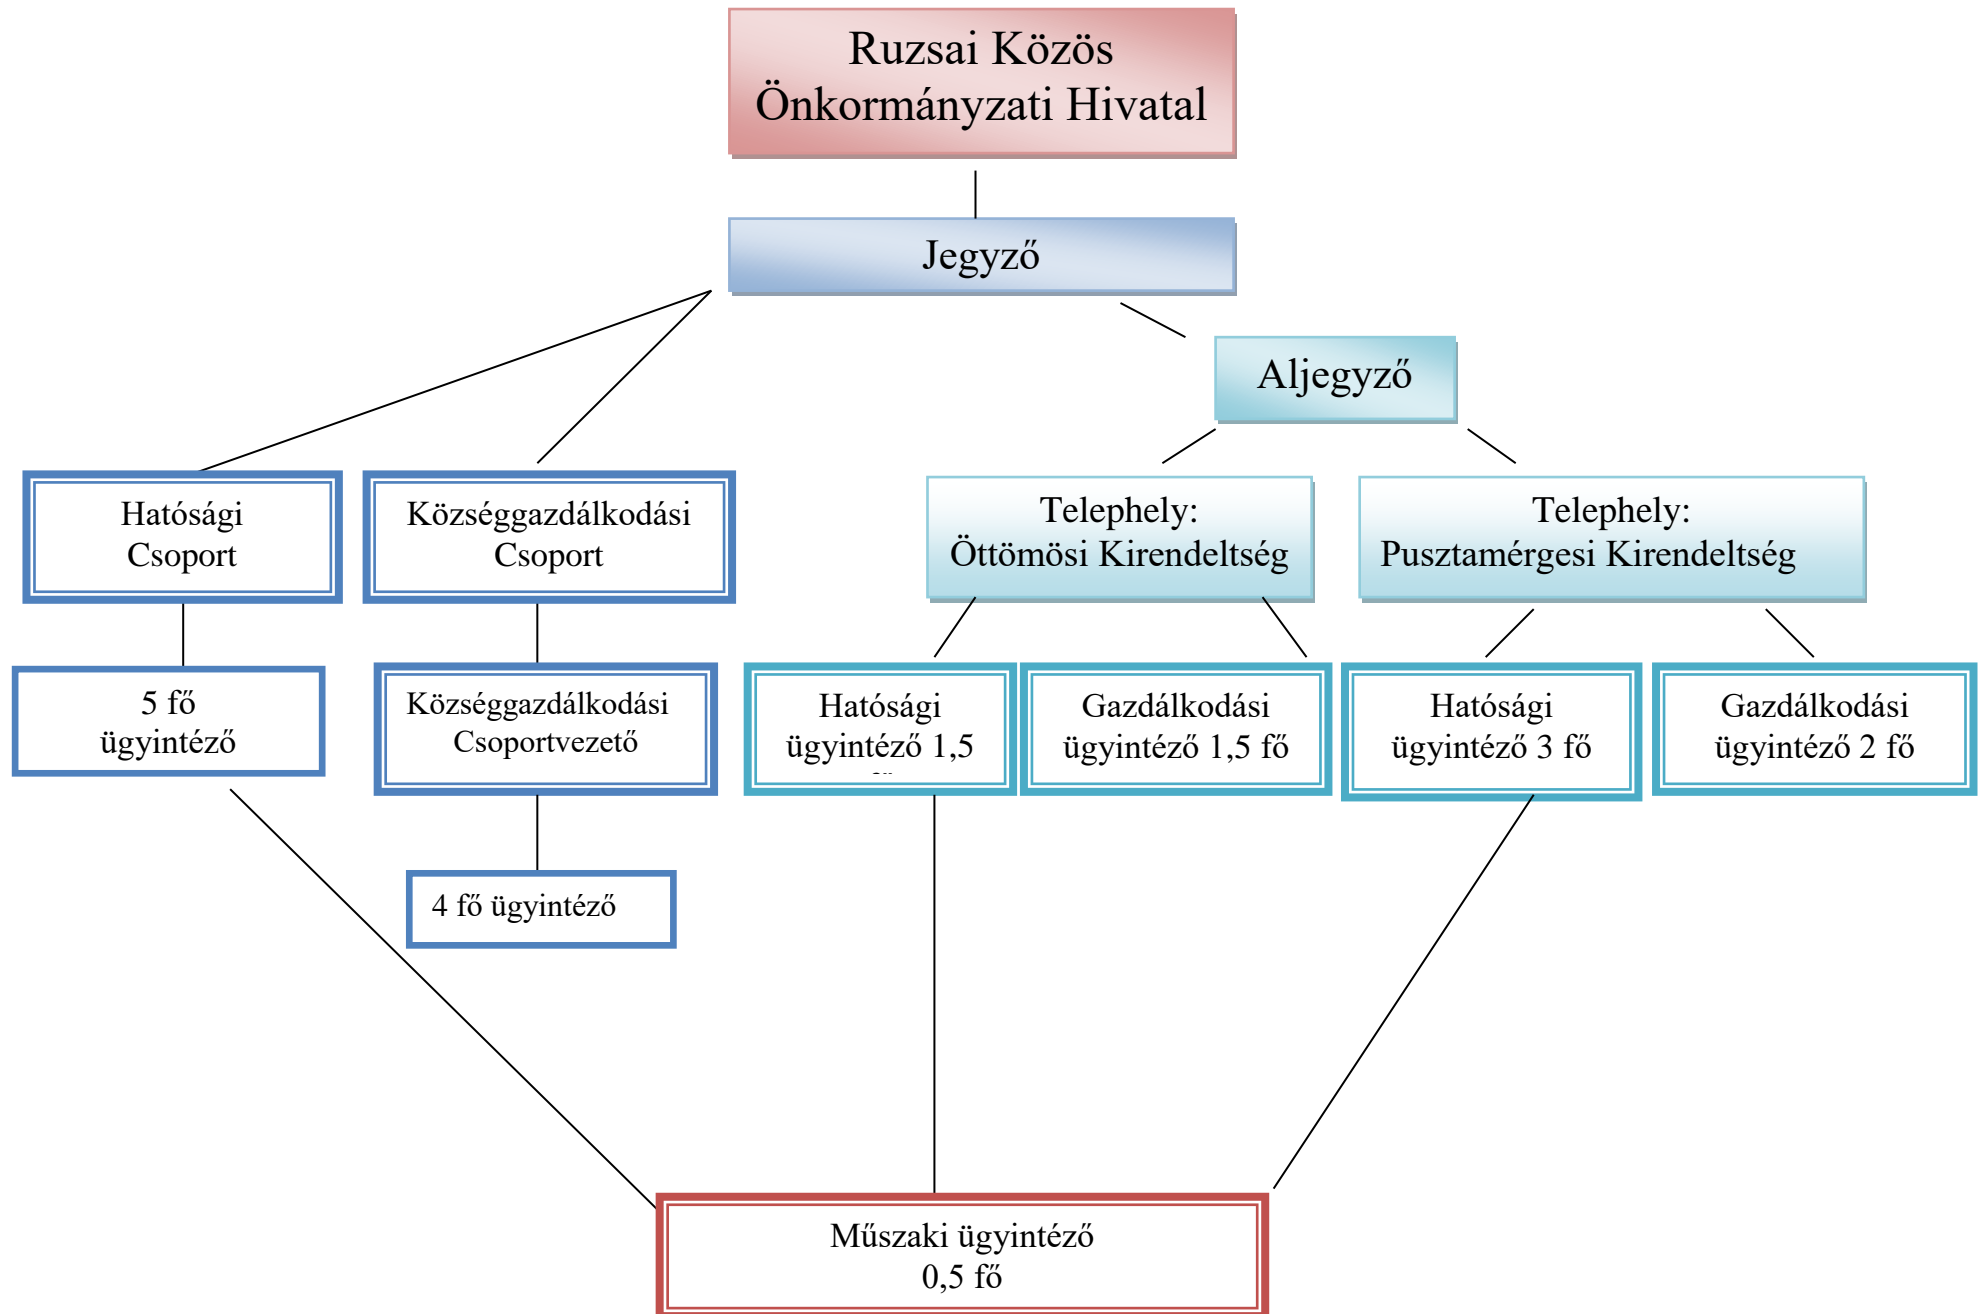 Ruzsai Közös
Önkormányzati Hivatal
Jegyző
Aljegyző
Hatósági
Csoport
Községgazdálkodási
Csoport
Telephely:
Öttömösi Kirendeltség
Telephely:
Pusztamérgesi Kirendeltség
5 fő
ügyintéző
Községgazdálkodási
Csoportvezető
Hatósági
ügyintéző 1,5
Gazdálkodási
ügyintéző 1,5 fő
Hatósági
ügyintéző 3 fő
Gazdálkodási
ügyintéző 2 fő
4 fő ügyintéző
Műszaki ügyintéző
0,5 fő